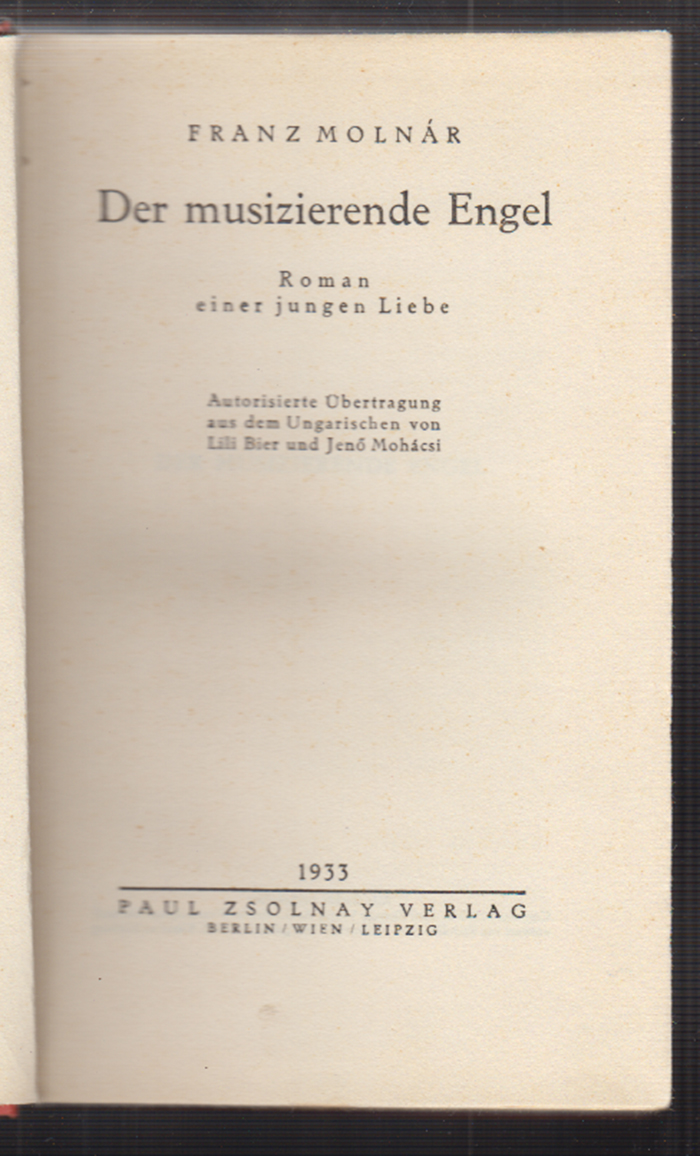 FRANZ MOLNÁR
Der musizierende Engel
Roman
einer jungen Liebe
Autorisierte Übertragung
aus dem Ungarischen von
Lili Bier und Jenő Mohácsi
1933
PAUL ZSOLNAY VERLAG
BERLIN / WIEN / LEIPZIG